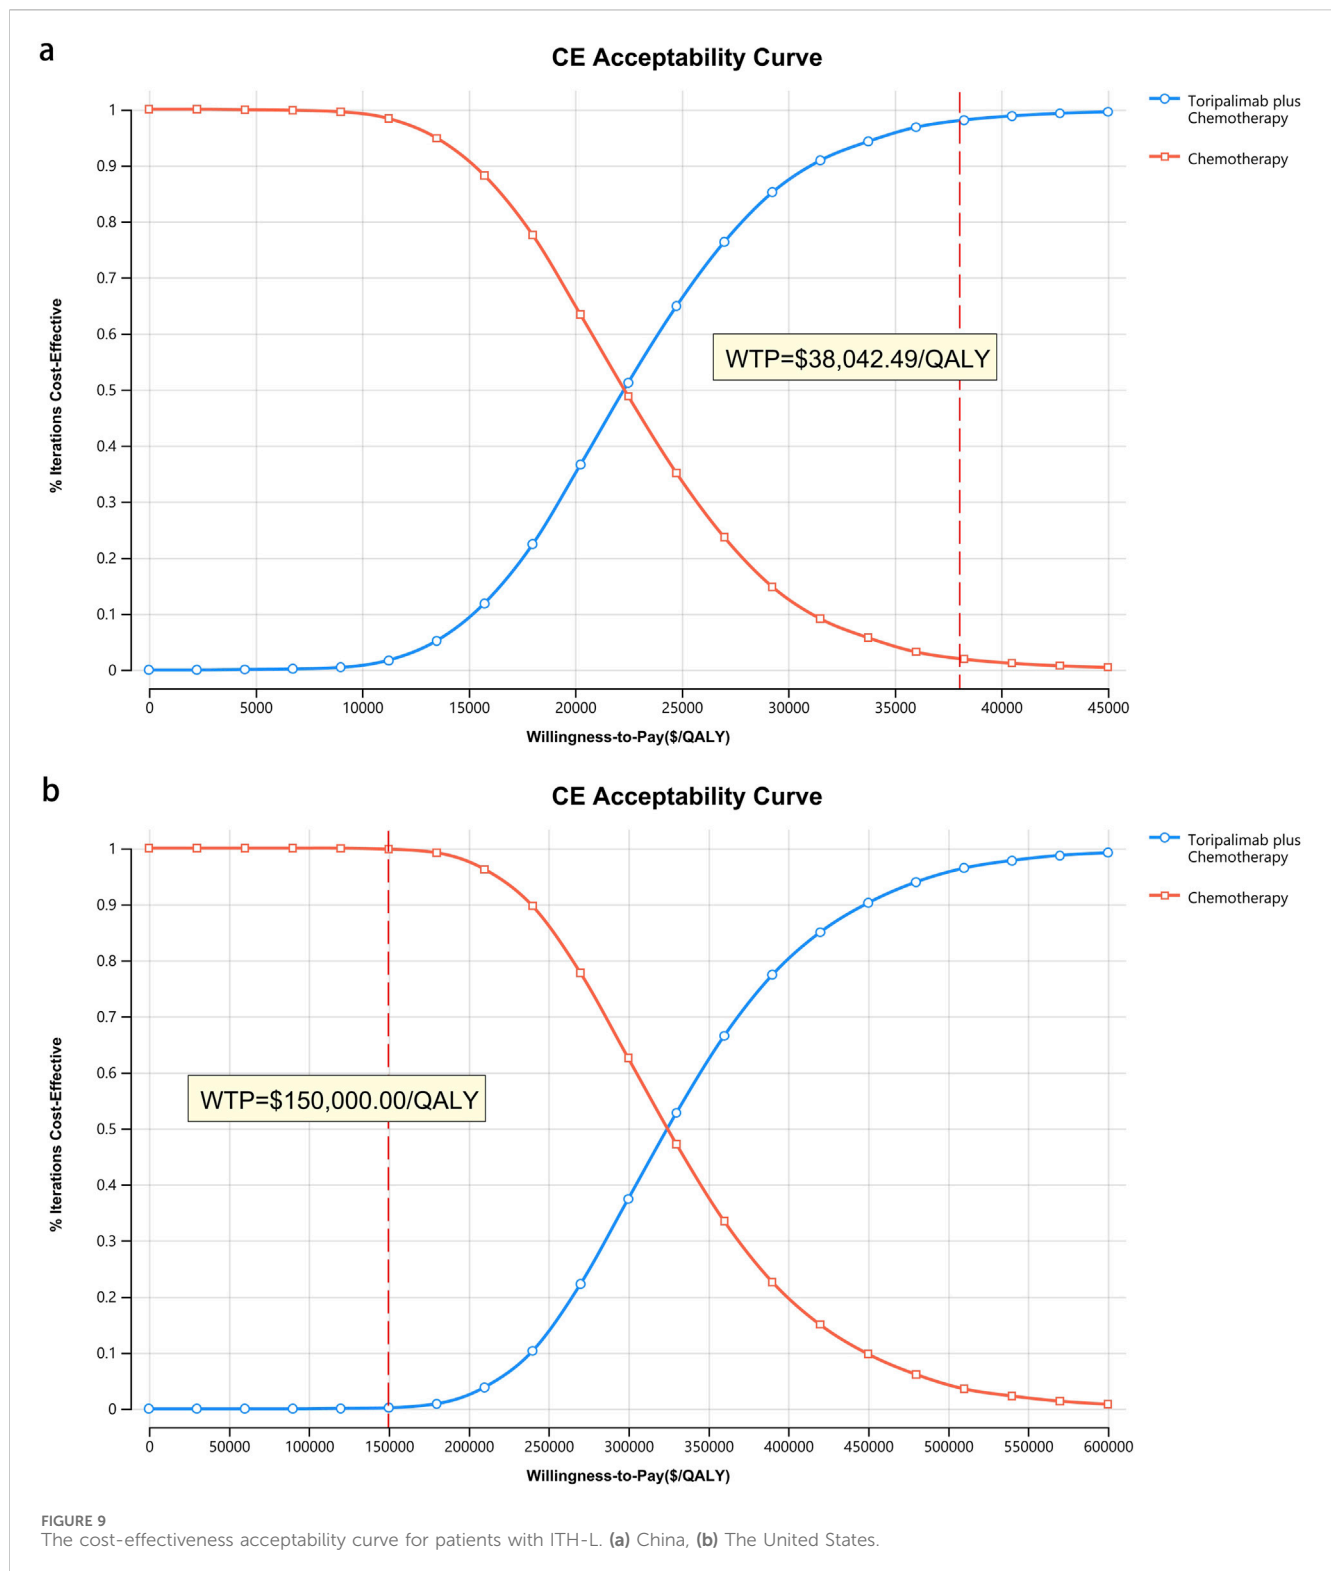 a
CE Acceptability Curve
Toripalimab plus
Chemotherapy
Chemotherapy
% Iterations Cost-Effective
1
0.9
0.8
0.7
0.6
0.5
0.4
0.3
0.2
0.1
0
WTP=$38,042.49/QALY
0 5000 10000 15000 20000 25000 30000 35000 40000 45000
Willingness-to-Pay($/QALY)
b
CE Acceptability Curve
Toripalimab plus
Chemotherapy
Chemotherapy
% Iterations Cost-Effective
1
0.9
0.8
0.7
0.6
0.5
0.4
0.3
0.2
0.1
0
WTP=$150,000.00/QALY
0 50000 100000 150000 200000 250000 300000 350000 400000 450000 500000 550000 600000
Willingness-to-Pay($/QALY)
FIGURE 9
The cost-effectiveness acceptability curve for patients with ITH-L. (a) China, (b) The United States.